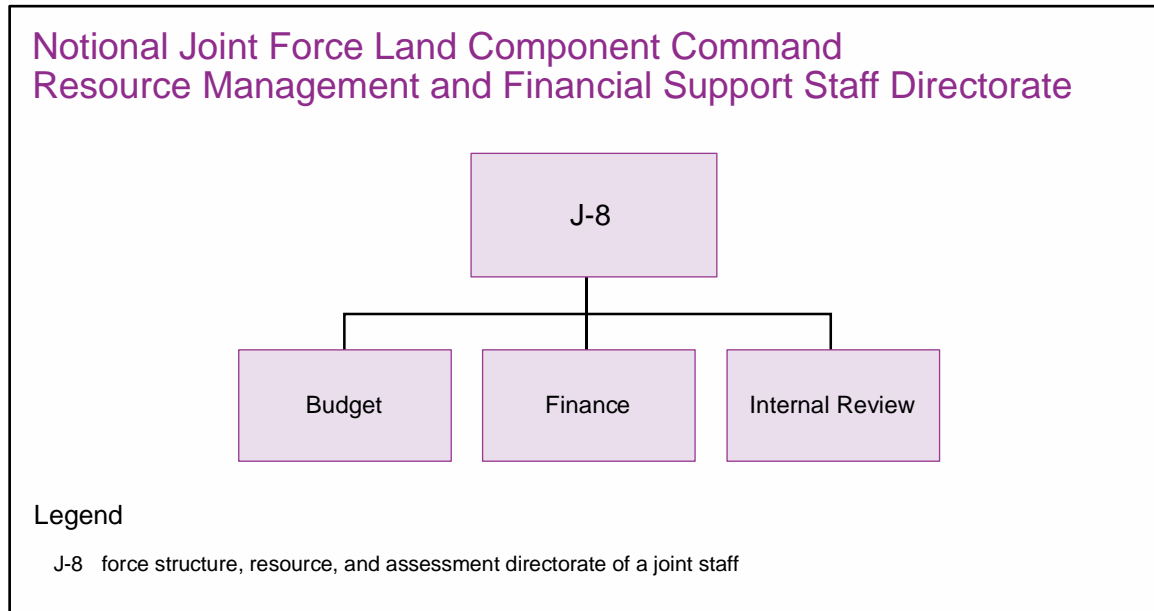 Notional Joint Force Land Component Command
Resource Management and Financial Support Staff Directorate
J-8
Budget
Finance
Internal Review
Legend
J-8 force structure, resource, and assessment directorate of a joint staff